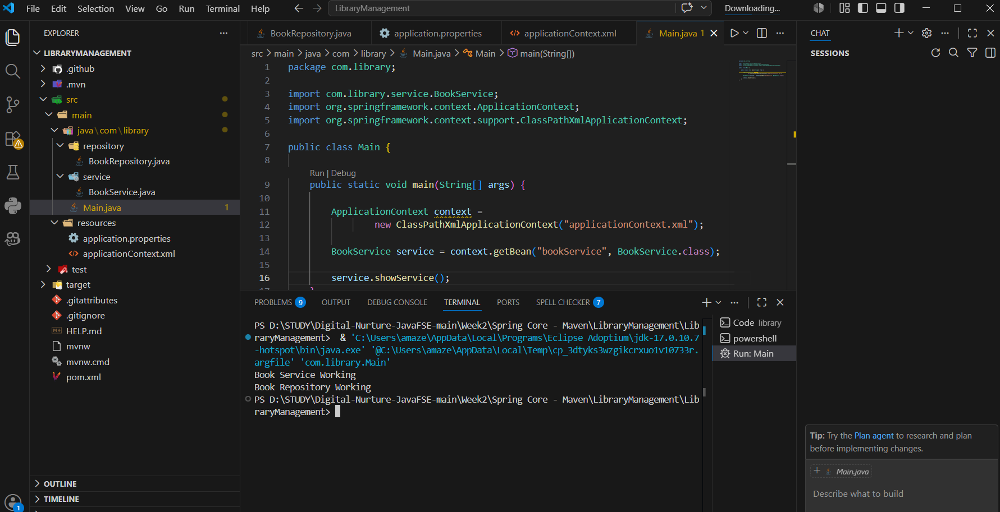 File Edit Selection View Go Run Terminal Help
LibraryManagement
Downloading...
EXPLORER
LIBRARYMANAGEMENT
.github
.mvn
src
main
java\com\library
repository
BookRepository.java
service
BookService.java
Main.java 1
resources
application.properties
applicationContext.xml
test
target
.gitattributes
.gitignore
HELP.md
mvnw
mvnw.cmd
pom.xml
OUTLINE
TIMELINE
1
BookRepository.java application.properties applicationContext.xml Main.java 1
src > main > java > com > library > Main.java > Main > main(String[])
1 package com.library;
2
3 import com.library.service.BookService;
4 import org.springframework.context.ApplicationContext;
5 import org.springframework.context.support.ClassPathXmlApplicationContext;
6
7 public class Main {
8
Run | Debug
9 public static void main(String[] args) {
10
11 ApplicationContext context =
12 new ClassPathXmlApplicationContext("applicationContext.xml");
13
14 BookService service = context.getBean("bookService", BookService.class);
15
16 service.showService();
17 }
PROBLEMS 9 OUTPUT DEBUG CONSOLE TERMINAL PORTS SPELL CHECKER 7
PS D:\STUDY\Digital-Nurture-JavaFSE-main\Week2\Spring Core - Maven\LibraryManagement\Lib
raryManagement> & 'C:\Users\amaze\AppData\Local\Programs\Eclipse Adoptium\jdk-17.0.10.7
-hotspot\bin\java.exe' '@C:\Users\amaze\AppData\Local\Temp\cp_3dtyks3wzgikcrxuo1v10733r.
argfile' 'com.library.Main'
Book Service Working
Book Repository Working
PS D:\STUDY\Digital-Nurture-JavaFSE-main\Week2\Spring Core - Maven\LibraryManagement\Lib
raryManagement>
Code library
powershell
Run: Main
CHAT
SESSIONS
Tip: Try the Plan agent to research and plan
before implementing changes.
Main.java
Describe what to build